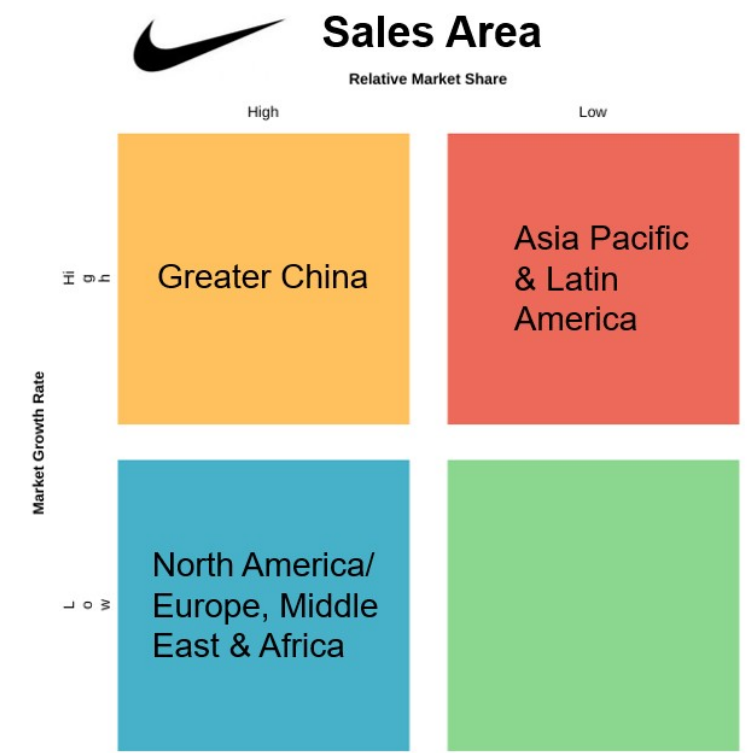 Sales Area
Relative Market Share
High
Low
Greater China
Asia Pacific
& Latin
America
High
Market Growth Rate
North America/
Europe, Middle
East & Africa
Low